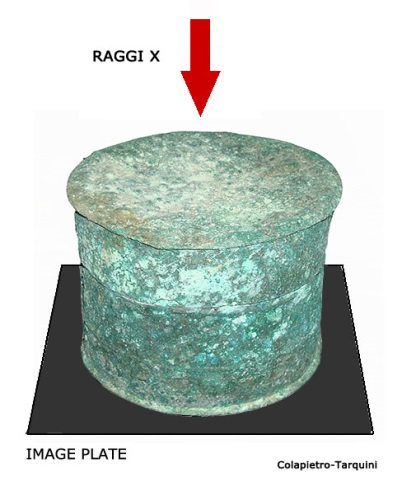 RAGGI X
IMAGE PLATE
Colapietro-Tarquini